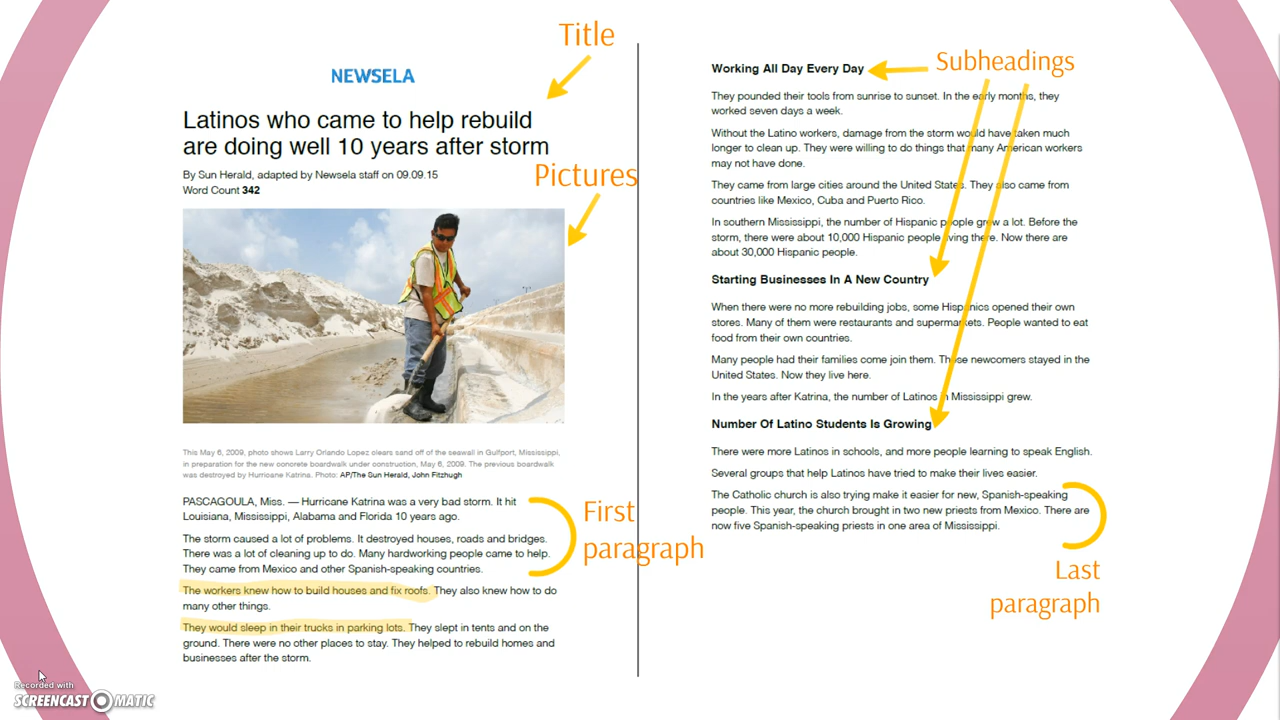 Title
NEWSELA
Latinos who came to help rebuild
are doing well 10 years after storm
By Sun Herald, adapted by Newsela staff on 09.09.15
Word Count 342
Pictures
This May 6, 2009, photo shows Larry Orlando Lopez clears sand off of the seawall in Gulfport, Mississippi,
in preparation for the new concrete boardwalk under construction, May 6, 2009. The previous boardwalk
was destroyed by Hurricane Katrina. Photo: AP/The Sun Herald, John Fitzhugh
PASCAGOULA, Miss. — Hurricane Katrina was a very bad storm. It hit
Louisiana, Mississippi, Alabama and Florida 10 years ago.
The storm caused a lot of problems. It destroyed houses, roads and bridges.
There was a lot of cleaning up to do. Many hardworking people came to help.
They came from Mexico and other Spanish-speaking countries.
First
paragraph
The workers knew how to build houses and fix roofs. They also knew how to do
many other things.
They would sleep in their trucks in parking lots. They slept in tents and on the
ground. There were no other places to stay. They helped to rebuild homes and
businesses after the storm.
Subheadings
Working All Day Every Day
They pounded their tools from sunrise to sunset. In the early months, they
worked seven days a week.
Without the Latino workers, damage from the storm would have taken much
longer to clean up. They were willing to do things that many American workers
may not have done.
They came from large cities around the United States. They also came from
countries like Mexico, Cuba and Puerto Rico.
In southern Mississippi, the number of Hispanic people grew a lot. Before the
storm, there were about 10,000 Hispanic people living there. Now there are
about 30,000 Hispanic people.
Starting Businesses In A New Country
When there were no more rebuilding jobs, some Hispanics opened their own
stores. Many of them were restaurants and supermarkets. People wanted to eat
food from their own countries.
Many people had their families come join them. These newcomers stayed in the
United States. Now they live here.
In the years after Katrina, the number of Latinos in Mississippi grew.
Number Of Latino Students Is Growing
There were more Latinos in schools, and more people learning to speak English.
Several groups that help Latinos have tried to make their lives easier.
The Catholic church is also trying make it easier for new, Spanish-speaking
people. This year, the church brought in two new priests from Mexico. There are
now five Spanish-speaking priests in one area of Mississippi.
Last
paragraph
Recorded with
SCREENCAST MATIC